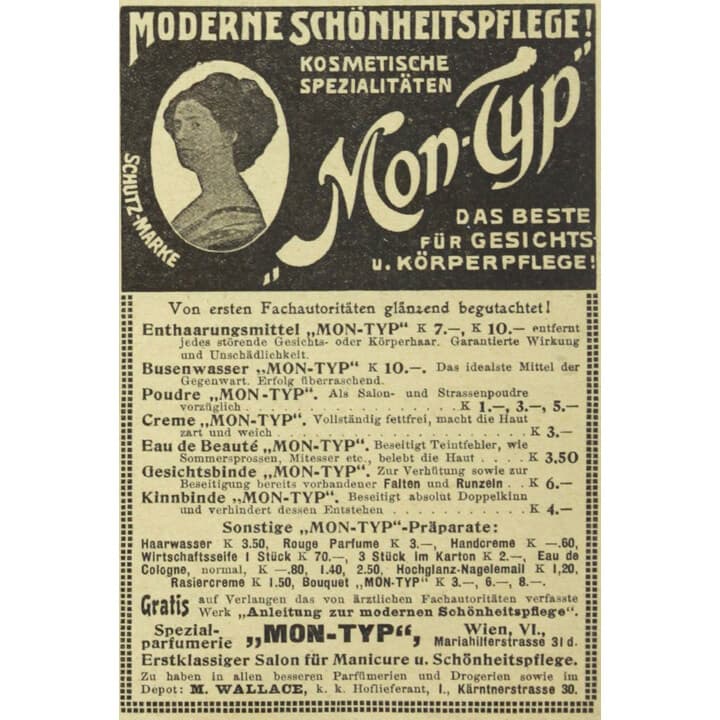 MODERNE SCHÖNHEITSPFLEGE!
KOSMETISCHE
SPEZIALITÄTEN
„Mon-Typ“
SCHUTZ-MARKE
DAS BESTE
FÜR GESICHTS-
u. KÖRPERPFLEGE!
Von ersten Fachautoritäten glänzend begutachtet!
Enthaarungsmittel „MON-TYP“ K 7.—, K 10.— entfernt
jedes störende Gesichts- oder Körperhaar. Garantierte Wirkung
und Unschädlichkeit.
Busenwasser „MON-TYP“ K 10.—. Das idealste Mittel der
Gegenwart. Erfolg überraschend.
Poudre „MON-TYP“. Als Salon- und Strassenpoudre
vorzüglich . . . . . . . . . . . . . . . . . . K 1.—, 3.—, 5.—
Creme „MON-TYP“. Vollständig fettfrei, macht die Haut
zart und weich . . . . . . . . . . . . . . . . . . . . . K 3.—
Eau de Beauté „MON-TYP“. Beseitigt Teintfehler, wie
Sommersprossen, Mitesser etc., belebt die Haut . . . . K 3.50
Gesichtsbinde „MON-TYP“. Zur Verhütung sowie zur
Beseitigung bereits vorhandener Falten und Runzeln . . K 6.—
Kinnbinde „MON-TYP“. Beseitigt absolut Doppelkinn
und verhindert dessen Entstehen . . . . . . . . . . K 4.—
Sonstige „MON-TYP“-Präparate:
Haarwasser K 3.50, Rouge Parfume K 3.—, Handcreme K —.60,
Wirtschaftsseife 1 Stück K 70.—, 3 Stück im Karton K 2.—, Eau de
Cologne, normal, K —.80, 1.40, 2.50, Hochglanz-Nagelemail K 1,20,
Rasiercreme K 1.50, Bouquet „MON-TYP“ K 3.—, 6.—, 8.—.
Gratis auf Verlangen das von ärztlichen Fachautoritäten verfasste
Werk „Anleitung zur modernen Schönheitspflege“.
Spezial-
parfumerie „MON-TYP“, Wien, VI.,
Mariahilferstrasse 31 d.
Erstklassiger Salon für Manicure u. Schönheitspflege.
Zu haben in allen besseren Parfümerien und Drogerien sowie im
Depot: M. WALLACE, k. k. Hoflieferant, I., Kärntnerstrasse 30.